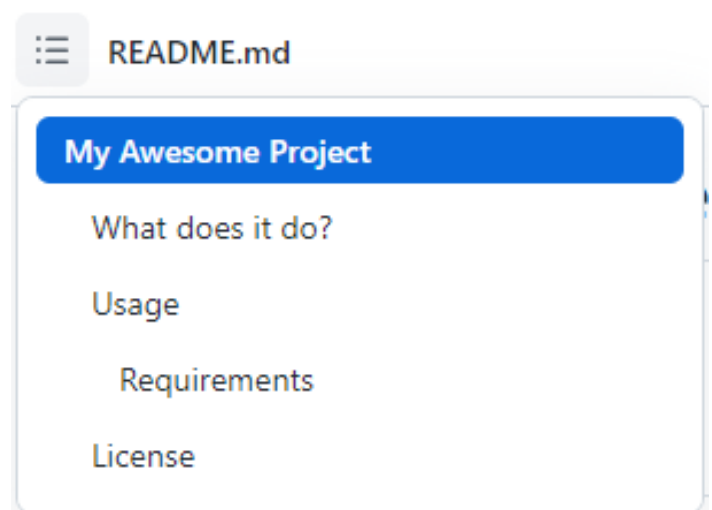 README.md
My Awesome Project
What does it do?
Usage
Requirements
License